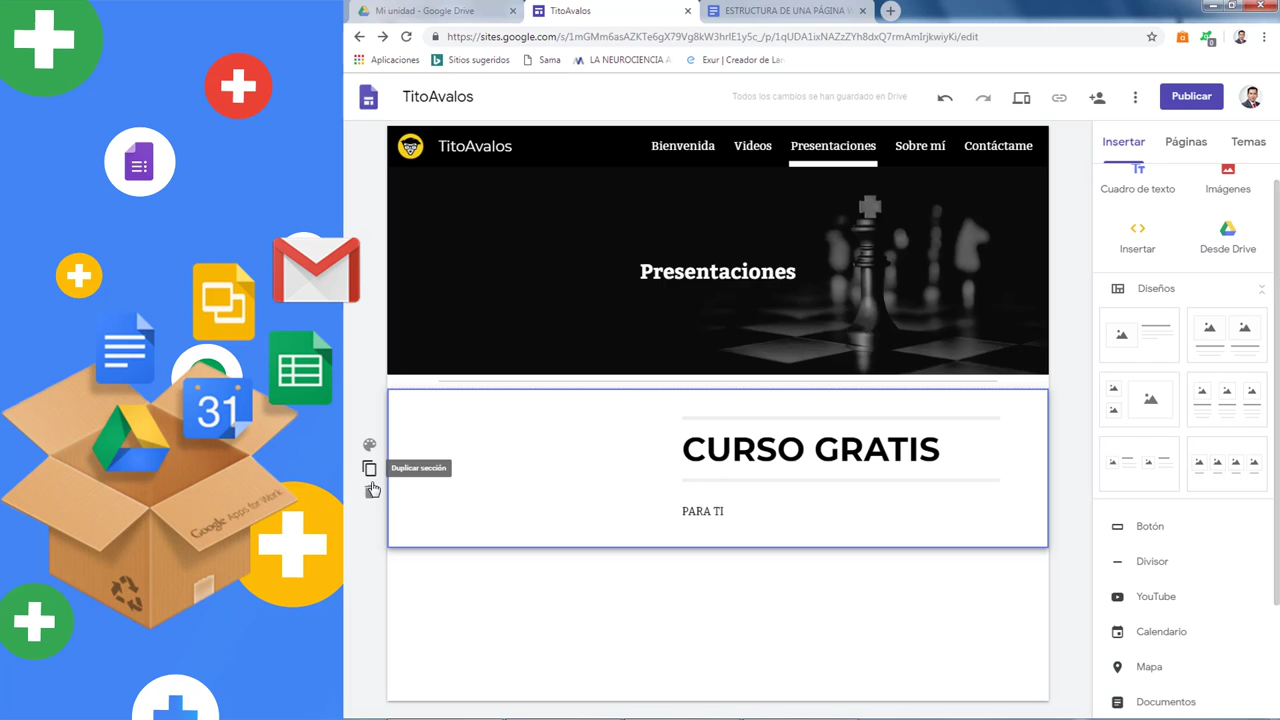 Mi unidad - Google Drive
TitoAvalos
ESTRUCTURA DE UNA PÁGINA W
https://sites.google.com/s/1mGMm6asAZKTe6gX79Vg8kW3hrIE1y5c_/p/1qUDA1ixNAZzZYh8dxQ7rmAmIrjkwiyKi/edit
Aplicaciones
Sitios sugeridos
Sama
LA NEUROCIENCIA A
Exur | Creador de Lan
TitoAvalos
Todos los cambios se han guardado en Drive
Publicar
TitoAvalos
Bienvenida
Videos
Presentaciones
Sobre mí
Contáctame
Insertar
Páginas
Temas
Cuadro de texto
Imágenes
Insertar
Desde Drive
Presentaciones
Diseños
CURSO GRATIS
Duplicar sección
PARA TI
Botón
Divisor
YouTube
Calendario
Mapa
Documentos
31
Google Apps for Work